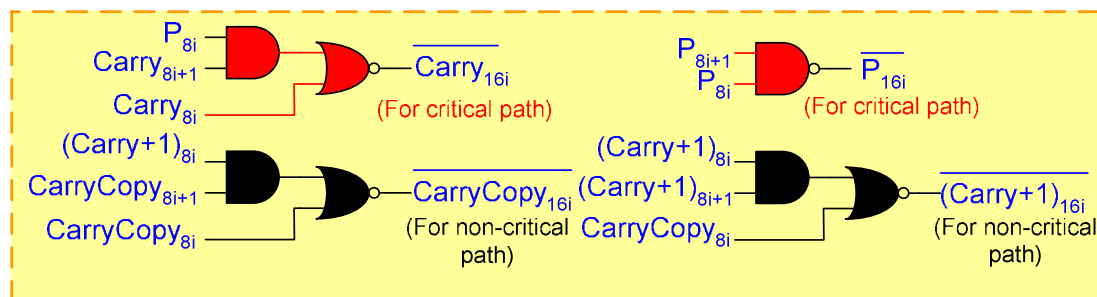 P8i
Carry8i+1
Carry8i
Carry16i
(For critical path)
P8i+1
P8i
P16i
(For critical path)
(Carry+1)8i
CarryCopy8i+1
CarryCopy8i
CarryCopy16i
(For non-critical
path)
(Carry+1)8i
(Carry+1)8i+1
CarryCopy8i
(Carry+1)16i
(For non-critical
path)